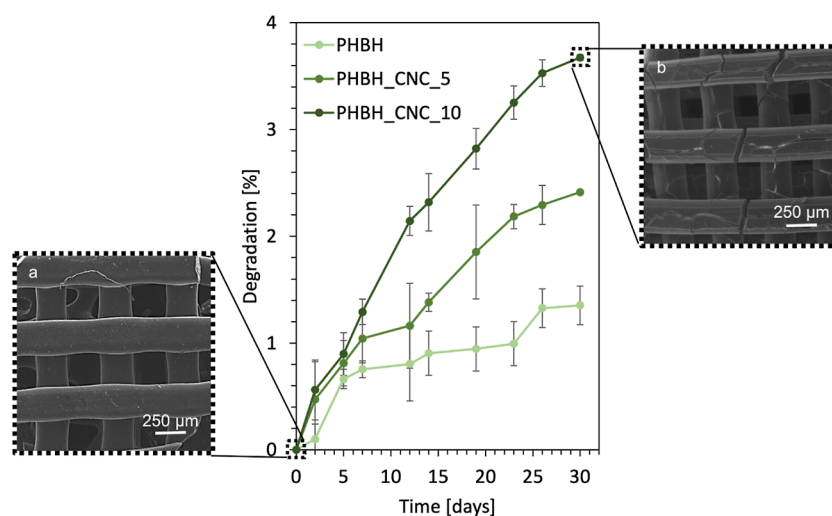 4
3
2
1
0
Degradation [%]
PHBH
PHBH_CNC_5
PHBH_CNC_10
b
250 µm
a
250 µm
0 5 10 15 20 25 30
Time [days]